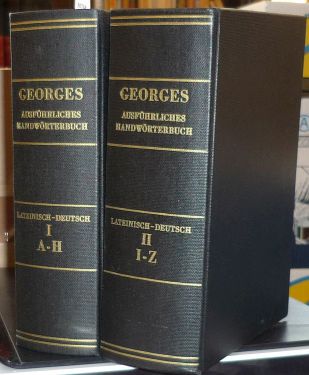 GEORGES
AUSFÜHRLICHES
HANDWÖRTERBUCH
LATEINISCH-DEUTSCH
I
A-H
GEORGES
AUSFÜHRLICHES
HANDWÖRTERBUCH
LATEINISCH-DEUTSCH
II
I-Z